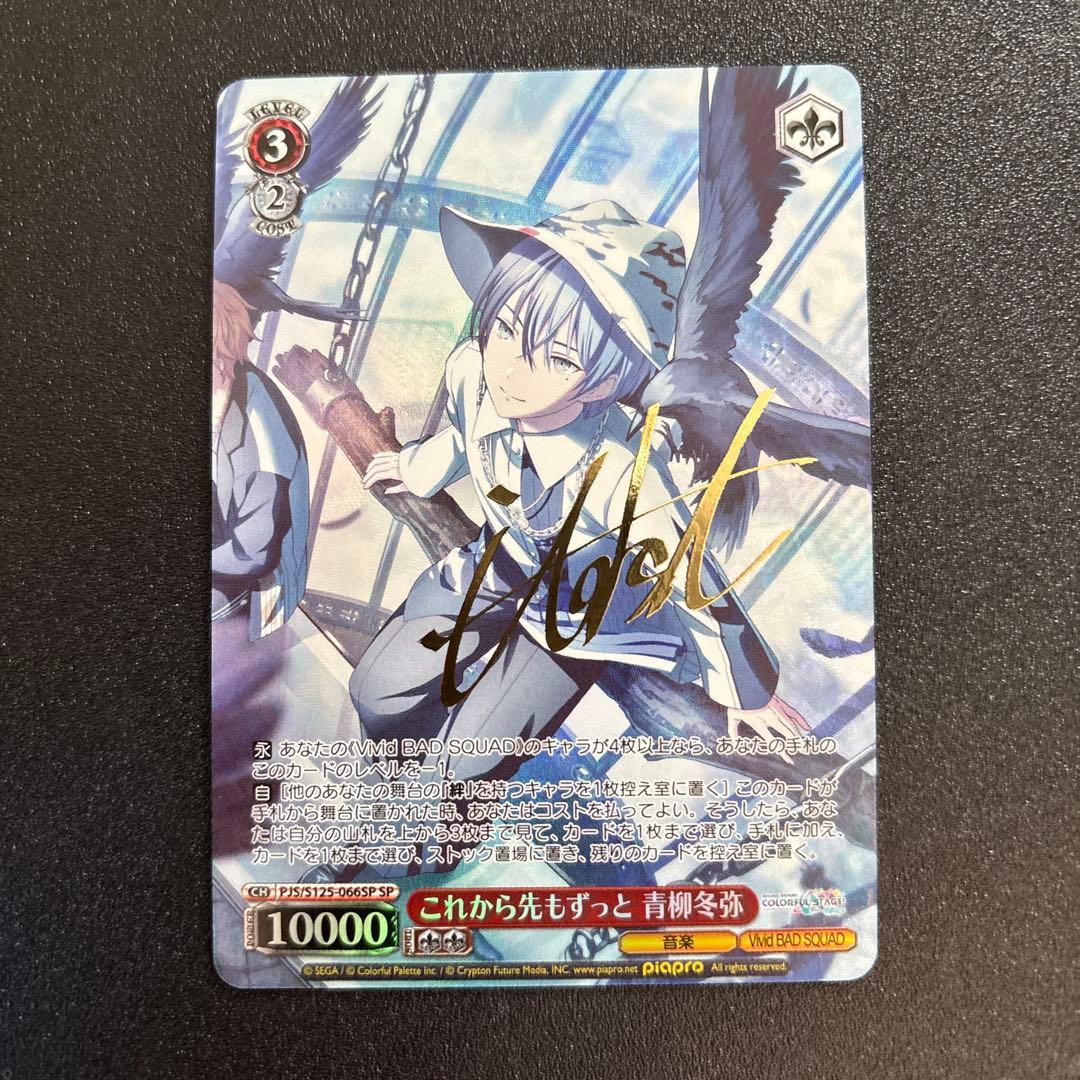 LEVEL
3
2
COST
永 あなたの《Vivid BAD SQUAD》のキャラが4枚以上なら、あなたの手札の
このカードのレベルを－1。
自 [他のあなたの舞台の「絆」を持つキャラを1枚控え室に置く] このカードが
手札から舞台に置かれた時、あなたはコストを払ってよい。そうしたら、あな
たは自分の山札を上から3枚まで見て、カードを1枚まで選び、手札に加え、
カードを1枚まで選び、ストック置場に置き、残りのカードを控え室に置く。
CH PJS/S125-066SP SP
これから先もずっと 青柳冬弥
COLORFUL STAGE!
POWER
10000
SOUL
音楽
Vivid BAD SQUAD
© SEGA / © Colorful Palette Inc. / © Crypton Future Media, INC. www.piapro.net piapro All rights reserved.